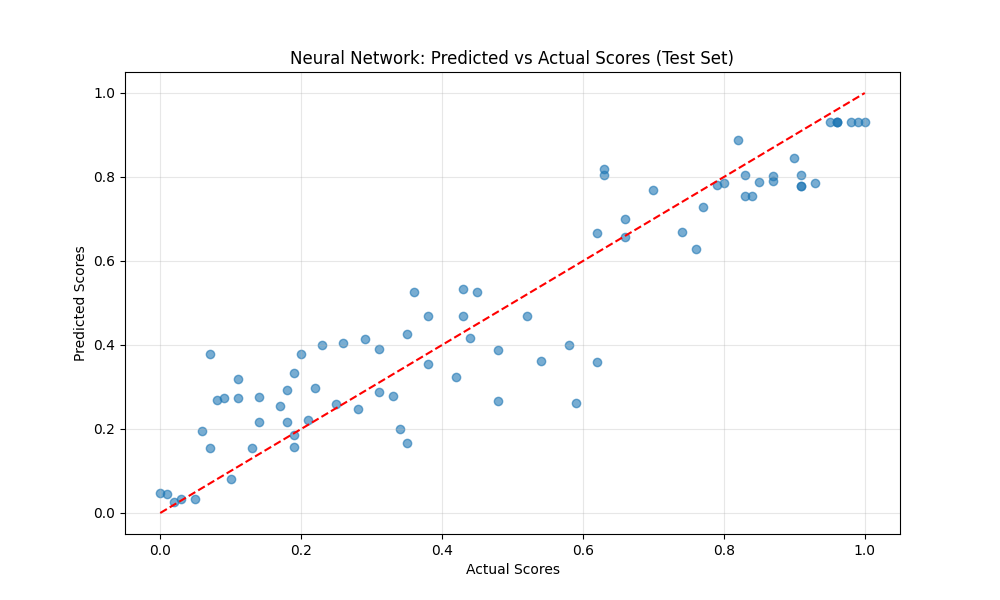 Neural Network: Predicted vs Actual Scores (Test Set)
1.0
0.8
0.6
0.4
0.2
0.0
Predicted Scores
0.0 0.2 0.4 0.6 0.8 1.0
Actual Scores